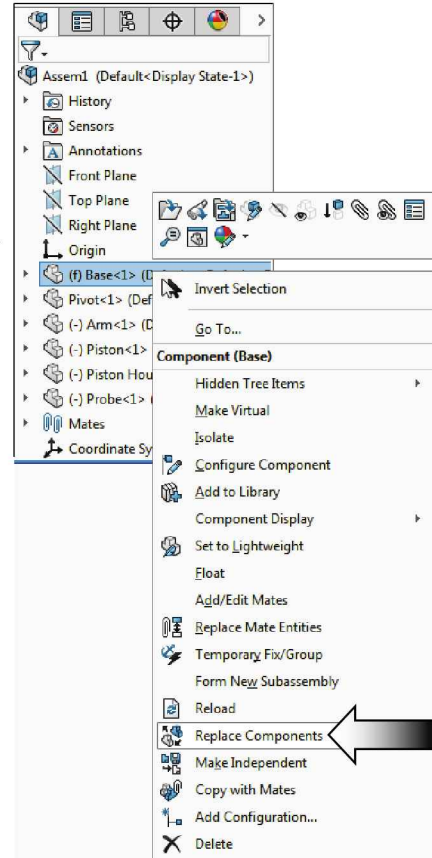 Assem1 (Default<Display State-1>)
History
Sensors
Annotations
Front Plane
Top Plane
Right Plane
Origin
(f) Base<1>
Pivot<1> (Def
(-) Arm<1> (D
(-) Piston<1>
(-) Piston Hou
(-) Probe<1> (
Mates
Coordinate Sy
Invert Selection
Go To...
Component (Base)
Hidden Tree Items
Make Virtual
Isolate
Configure Component
Add to Library
Component Display
Set to Lightweight
Float
Add/Edit Mates
Replace Mate Entities
Temporary Fix/Group
Form New Subassembly
Reload
Replace Components
Make Independent
Copy with Mates
Add Configuration...
Delete